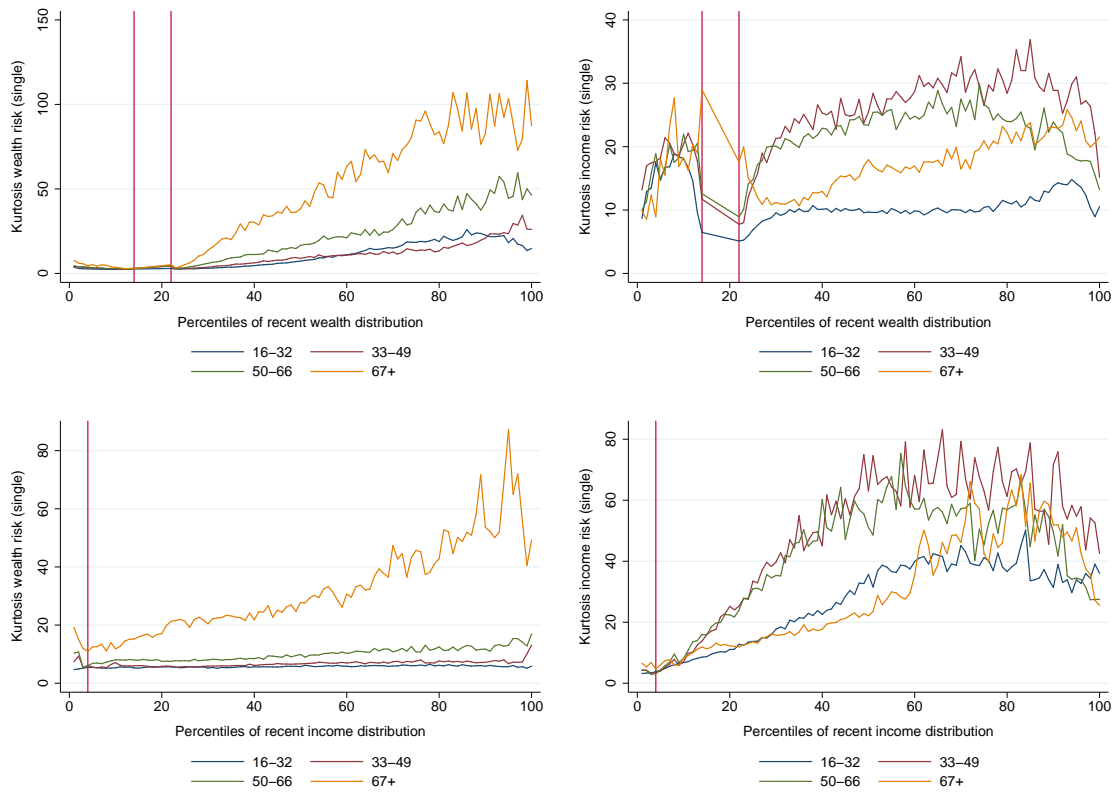 Kurtosis wealth risk (single)
150
100
50
0
0 20 40 60 80 100
Percentiles of recent wealth distribution
16−32 33−49
50−66 67+
Kurtosis income risk (single)
40
30
20
10
0
0 20 40 60 80 100
Percentiles of recent wealth distribution
16−32 33−49
50−66 67+
Kurtosis wealth risk (single)
80
60
40
20
0
0 20 40 60 80 100
Percentiles of recent income distribution
16−32 33−49
50−66 67+
Kurtosis income risk (single)
80
60
40
20
0
0 20 40 60 80 100
Percentiles of recent income distribution
16−32 33−49
50−66 67+